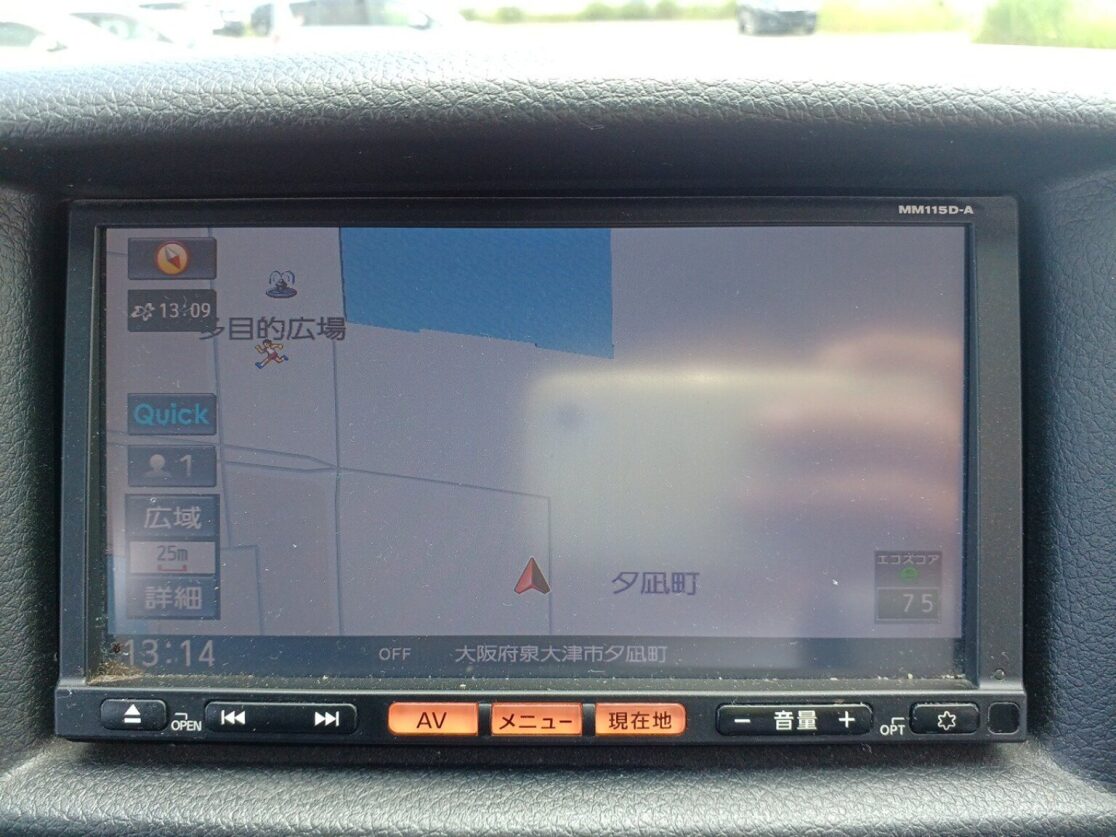 MM115D-A
13:09
多目的広場
Quick
1
広域
25m
詳細
夕凪町
エコスコア
75
13:14
OFF
大阪府泉大津市夕凪町
OPEN
AV
メニュー
現在地
− 音量 +
OPT